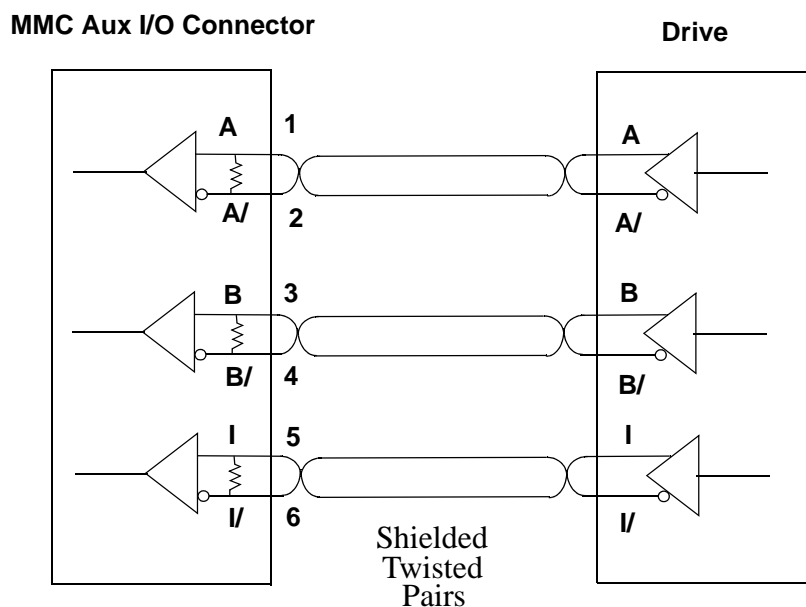 MMC Aux I/O Connector
Drive
A 1 A
A/ 2 A/
B 3 B
B/ 4 B/
I 5 I
I/ 6 I/
Shielded
Twisted
Pairs